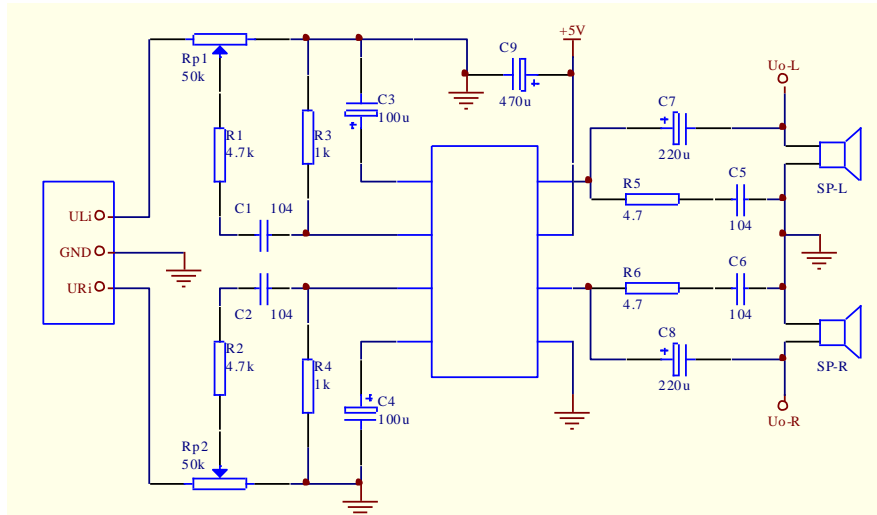 +5V
C9
470u
Rp1
50k
Uo-L
C3
100u
C7
220u
R1
4.7k
R3
1k
SP-L
C5
104
R5
4.7
ULi
C1 104
GND
URi
C6
104
R6
4.7
C2 104
C8
220u
R2
4.7k
R4
1k
SP-R
C4
100u
Uo-R
Rp2
50k